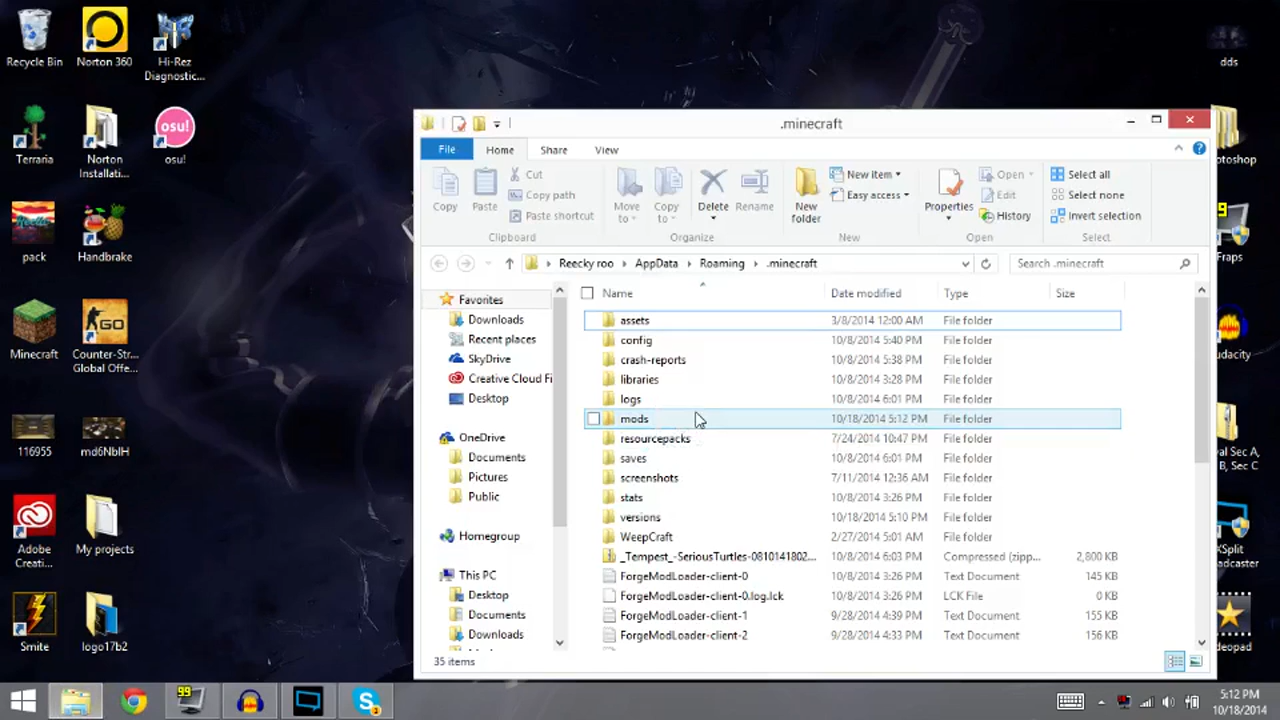 Recycle Bin
Norton 360
Hi-Rez
Diagnostic...
dds
Terraria
Norton
Installati...
osu!
osu!
pack
Handbrake
Fraps
Minecraft
GO
Counter-Str...
Global Offe...
116955
md6NbIH
Adobe
Creati...
My projects
Smite
logo17b2
.minecraft
File
Home
Share
View
Copy
Paste
Cut
Copy path
Paste shortcut
Clipboard
Move
to
Copy
to
Delete
Rename
Organize
New
folder
New item
Easy access
New
Properties
Open
Edit
History
Open
Select all
Select none
Invert selection
Select
Reecky roo
AppData
Roaming
.minecraft
Search .minecraft
Favorites
Downloads
Recent places
SkyDrive
Creative Cloud Fi
Desktop
OneDrive
Documents
Pictures
Public
Homegroup
This PC
Desktop
Documents
Downloads
Name Date modified Type Size
assets 3/8/2014 12:00 AM File folder
config 10/8/2014 5:40 PM File folder
crash-reports 10/8/2014 5:38 PM File folder
libraries 10/8/2014 3:28 PM File folder
logs 10/8/2014 6:01 PM File folder
mods 10/18/2014 5:12 PM File folder
resourcepacks 7/24/2014 10:47 PM File folder
saves 10/8/2014 6:01 PM File folder
screenshots 7/11/2014 12:36 AM File folder
stats 10/8/2014 3:26 PM File folder
versions 10/18/2014 5:10 PM File folder
WeepCraft 2/27/2014 5:01 AM File folder
_Tempest_-SeriousTurtles-0810141802... 10/8/2014 6:03 PM Compressed (zipp... 2,800 KB
ForgeModLoader-client-0 10/8/2014 3:26 PM Text Document 145 KB
ForgeModLoader-client-0.log.lck 10/8/2014 3:26 PM LCK File 0 KB
ForgeModLoader-client-1 9/28/2014 4:39 PM Text Document 155 KB
ForgeModLoader-client-2 9/28/2014 4:33 PM Text Document 156 KB
35 items
otoshop
udacity
al Sec A,
B, Sec C
XSplit
oadcaster
deopad
99
5:12 PM
10/18/2014